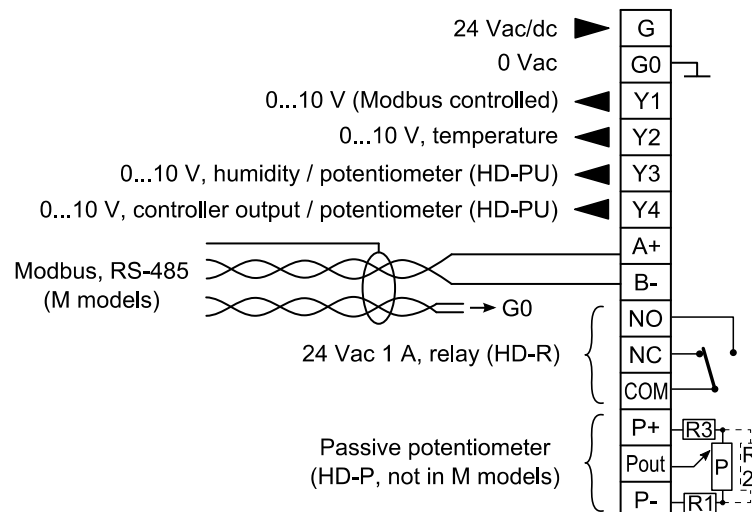 24 Vac/dc G
0 Vac G0
0...10 V (Modbus controlled) Y1
0...10 V, temperature Y2
0...10 V, humidity / potentiometer (HD-PU) Y3
0...10 V, controller output / potentiometer (HD-PU) Y4
A+
Modbus, RS-485
(M models)
B-
G0
NO
24 Vac 1 A, relay (HD-R) NC
COM
P+ R3
Passive potentiometer
(HD-P, not in M models)
Pout P R
2
P- R1